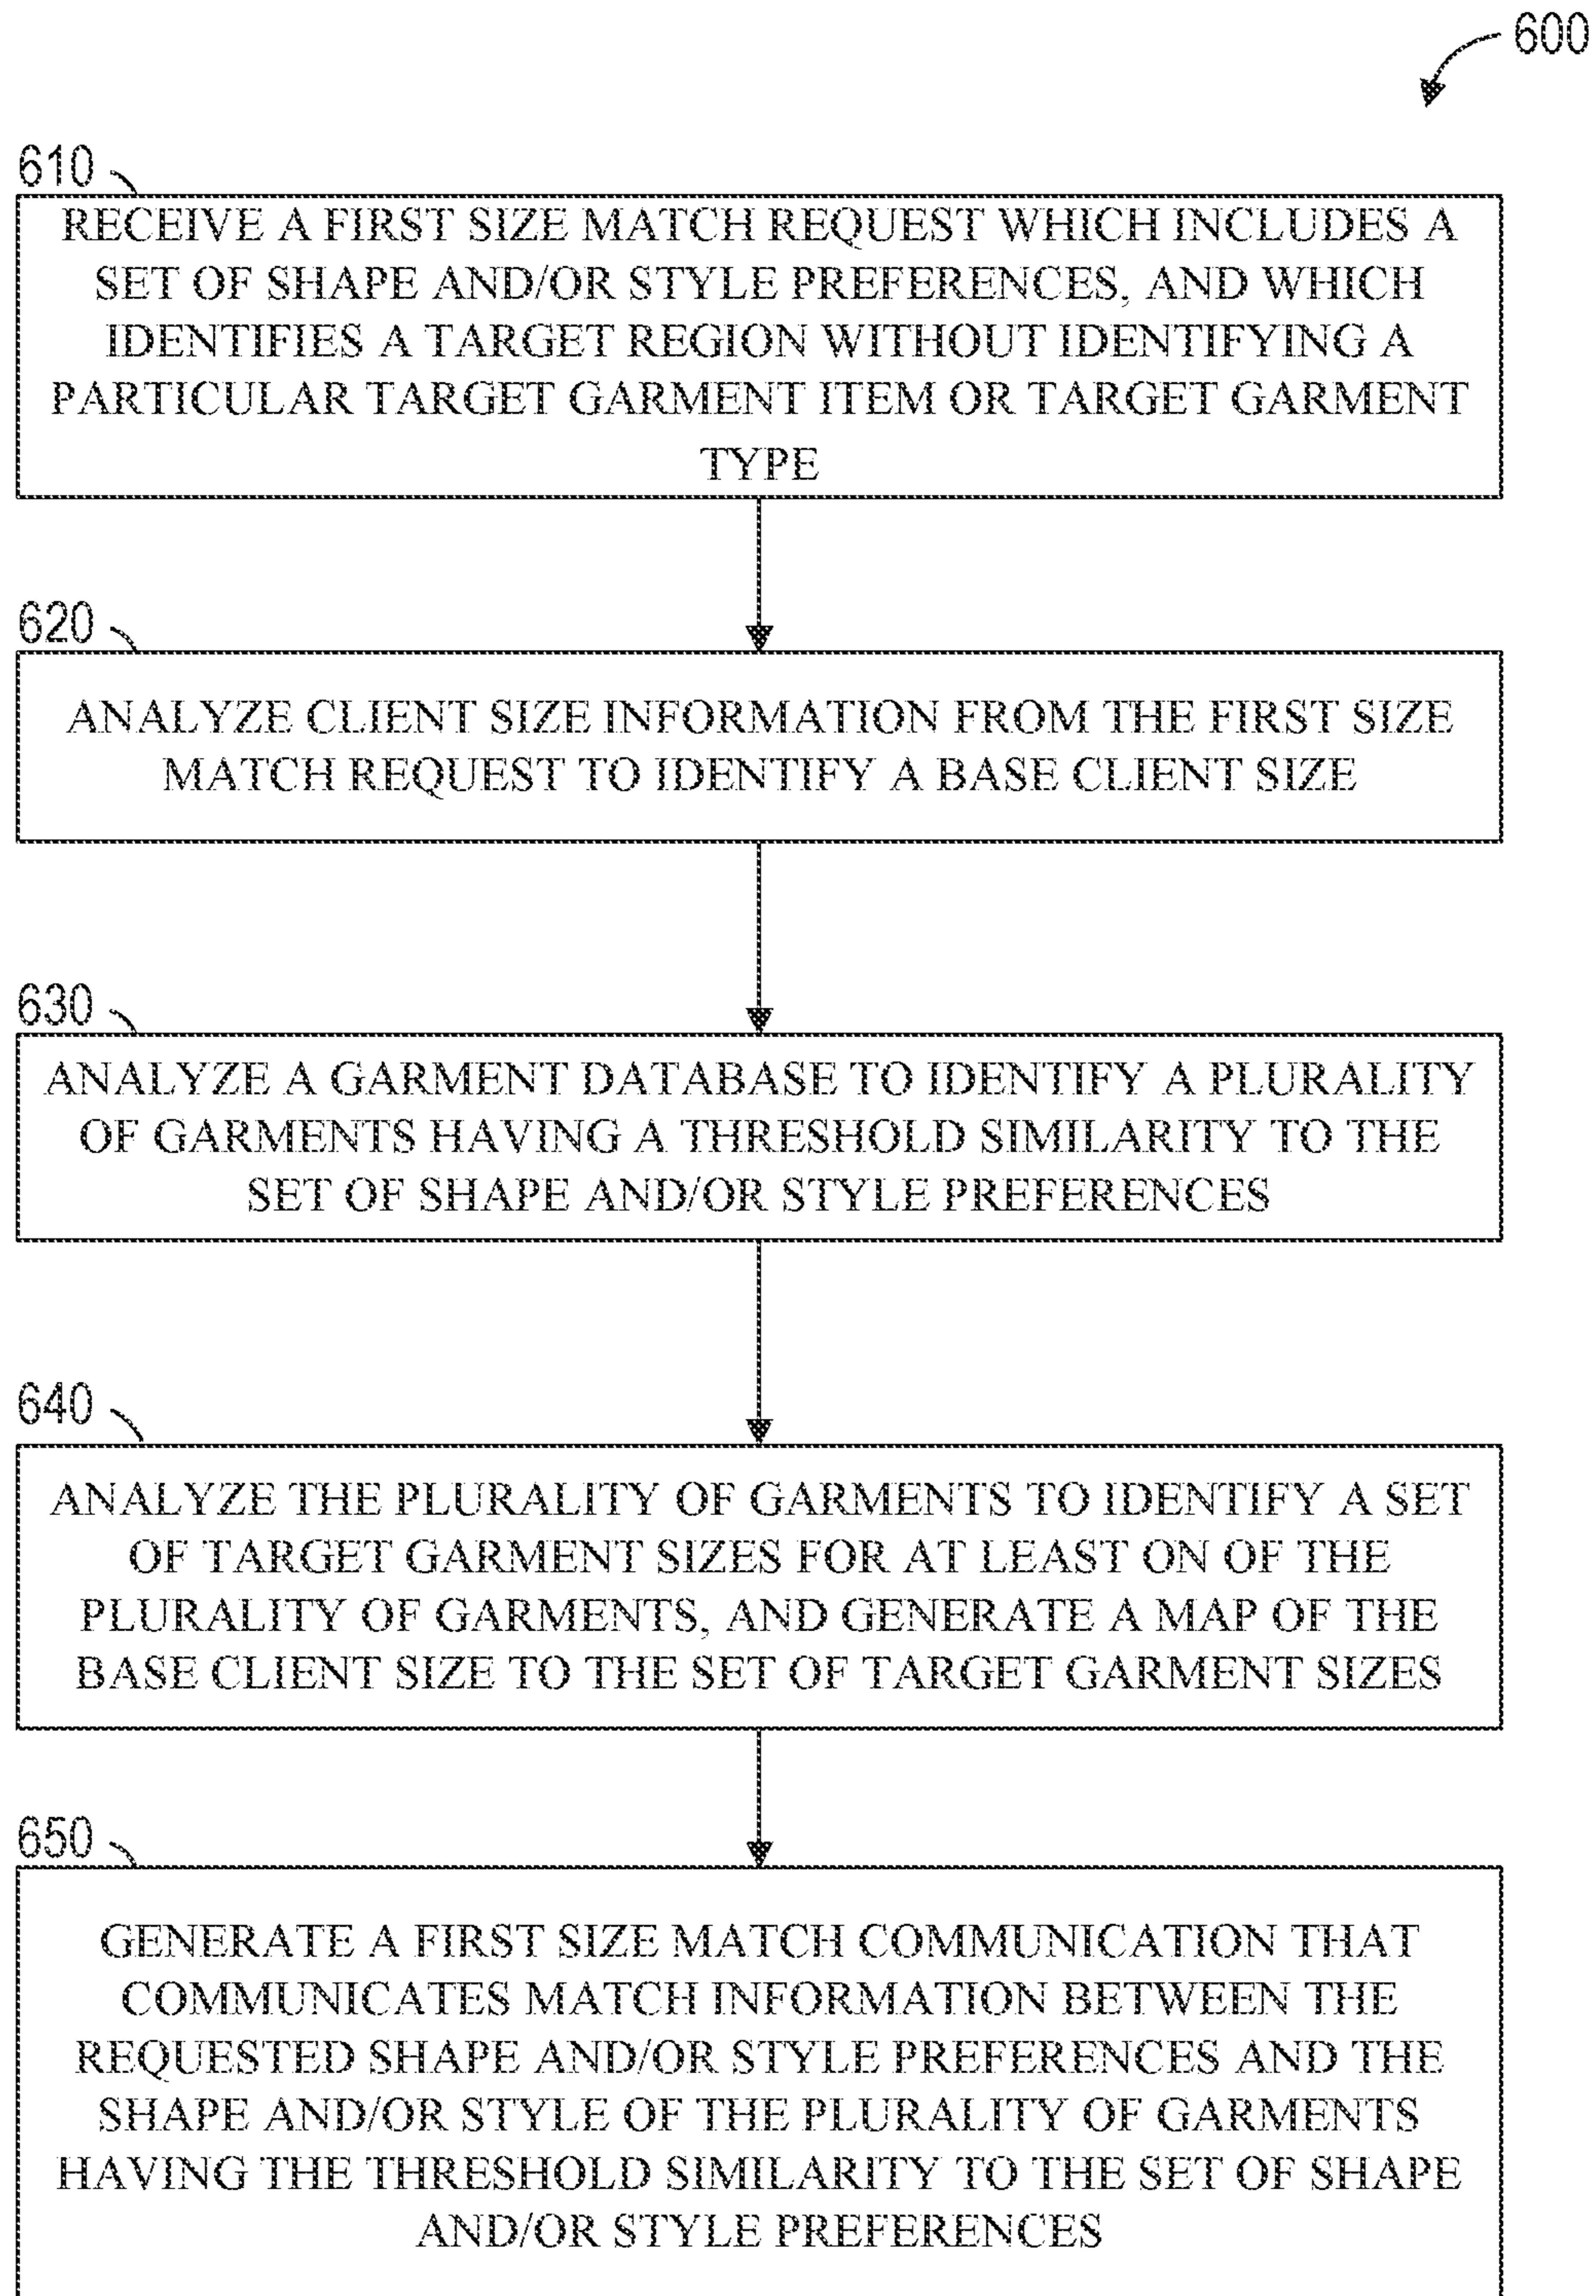 600
610
RECEIVE A FIRST SIZE MATCH REQUEST WHICH INCLUDES A
SET OF SHAPE AND/OR STYLE PREFERENCES, AND WHICH
IDENTIFIES A TARGET REGION WITHOUT IDENTIFYING A
PARTICULAR TARGET GARMENT ITEM OR TARGET GARMENT
TYPE
620
ANALYZE CLIENT SIZE INFORMATION FROM THE FIRST SIZE
MATCH REQUEST TO IDENTIFY A BASE CLIENT SIZE
630
ANALYZE A GARMENT DATABASE TO IDENTIFY A PLURALITY
OF GARMENTS HAVING A THRESHOLD SIMILARITY TO THE
SET OF SHAPE AND/OR STYLE PREFERENCES
640
ANALYZE THE PLURALITY OF GARMENTS TO IDENTIFY A SET
OF TARGET GARMENT SIZES FOR AT LEAST ON OF THE
PLURALITY OF GARMENTS, AND GENERATE A MAP OF THE
BASE CLIENT SIZE TO THE SET OF TARGET GARMENT SIZES
650
GENERATE A FIRST SIZE MATCH COMMUNICATION THAT
COMMUNICATES MATCH INFORMATION BETWEEN THE
REQUESTED SHAPE AND/OR STYLE PREFERENCES AND THE
SHAPE AND/OR STYLE OF THE PLURALITY OF GARMENTS
HAVING THE THRESHOLD SIMILARITY TO THE SET OF SHAPE
AND/OR STYLE PREFERENCES